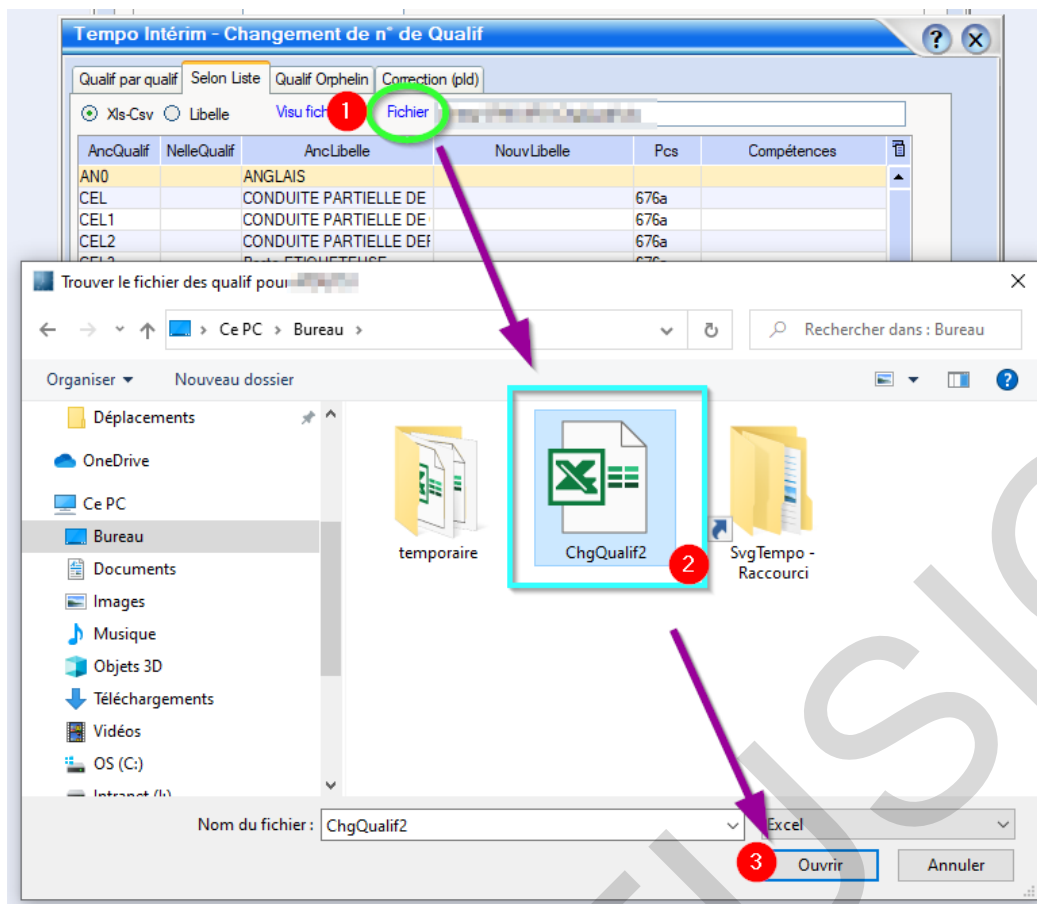 Tempo Intérim - Changement de n° de Qualif
? X
Qualif par qualif Selon Liste Qualif Orphelin Correction (pld)
Xls-Csv Libelle Visu fich 1 Fichier
AncQualif NelleQualif AncLibelle NouvLibelle Pcs Compétences
AN0 ANGLAIS
CEL CONDUITE PARTIELLE DE 676a
CEL1 CONDUITE PARTIELLE DE 676a
CEL2 CONDUITE PARTIELLE DEF 676a
Trouver le fichier des qualif pour
Ce PC > Bureau >
Rechercher dans : Bureau
Organiser Nouveau dossier
?
Déplacements
OneDrive
Ce PC
Bureau
Documents
Images
Musique
Objets 3D
Téléchargements
Vidéos
OS (C:)
Intranet (I:)
temporaire
ChgQualif2
2
SvgTempo -
Raccourci
Nom du fichier : ChgQualif2 Excel
3 Ouvrir Annuler